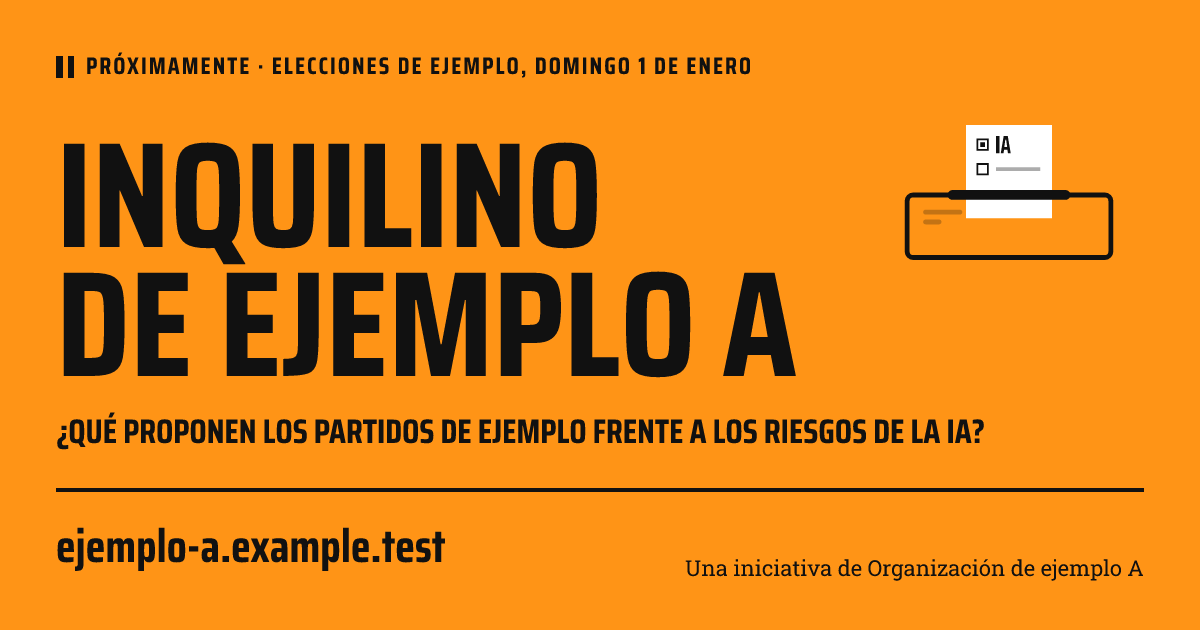 PRÓXIMAMENTE · ELECCIONES DE EJEMPLO, DOMINGO 1 DE ENERO
INQUILINO
DE EJEMPLO A
IA
¿QUÉ PROPONEN LOS PARTIDOS DE EJEMPLO FRENTE A LOS RIESGOS DE LA IA?
ejemplo-a.example.test
Una iniciativa de Organización de ejemplo A